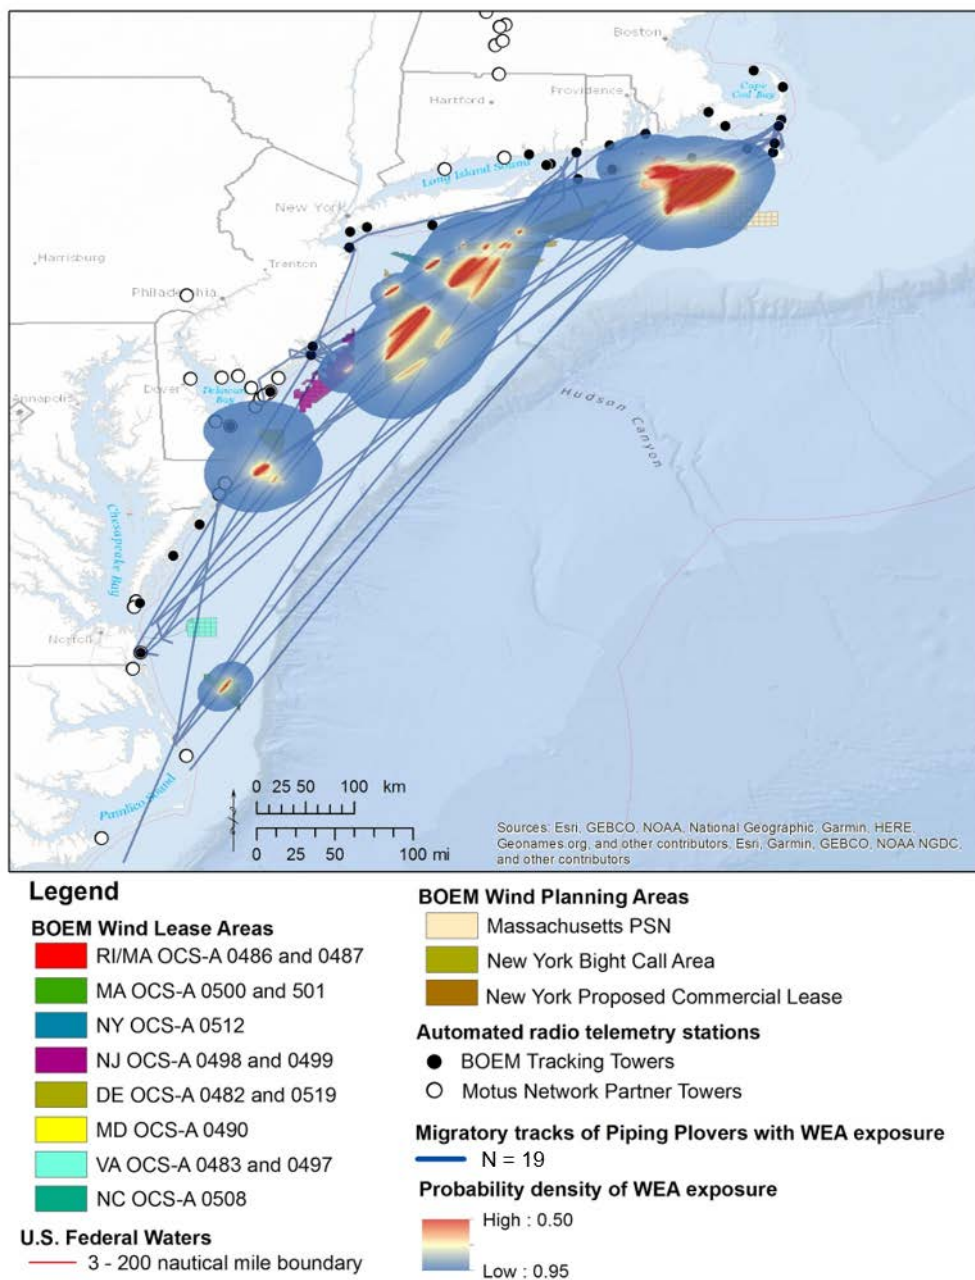 Boston
Cape
Cod Bay
Hartford
Providence
Long Island Sound
New York
Harrisburg
Trenton
Philadelphia
Dover
Delaware
Bay
Annapolis
Hudson Canyon
Chesapeake Bay
Norfolk
Pamlico Sound
0 25 50 100 km
0 25 50 100 mi
Sources: Esri, GEBCO, NOAA, National Geographic, Garmin, HERE,
Geonames.org, and other contributors, Esri, Garmin, GEBCO, NOAA NGDC,
and other contributors
Legend
BOEM Wind Lease Areas
RI/MA OCS-A 0486 and 0487
MA OCS-A 0500 and 501
NY OCS-A 0512
NJ OCS-A 0498 and 0499
DE OCS-A 0482 and 0519
MD OCS-A 0490
VA OCS-A 0483 and 0497
NC OCS-A 0508
U.S. Federal Waters
3 - 200 nautical mile boundary
BOEM Wind Planning Areas
Massachusetts PSN
New York Bight Call Area
New York Proposed Commercial Lease
Automated radio telemetry stations
BOEM Tracking Towers
Motus Network Partner Towers
Migratory tracks of Piping Plovers with WEA exposure
N = 19
Probability density of WEA exposure
High : 0.50
Low : 0.95